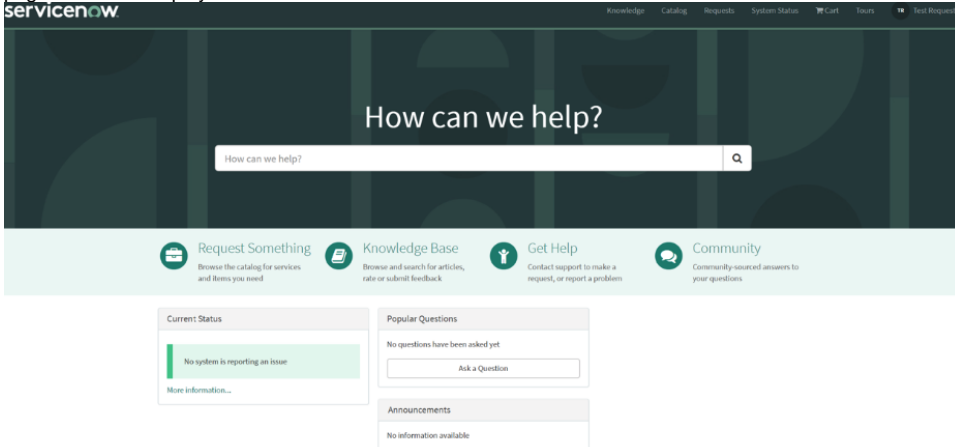 servicenow
Knowledge Catalog Requests System Status Cart Tours TR Test Request
How can we help?
How can we help?
Request Something
Browse the catalog for services
and items you need
Knowledge Base
Browse and search for articles,
rate or submit feedback
Get Help
Contact support to make a
request, or report a problem
Community
Community-sourced answers to
your questions
Current Status
No system is reporting an issue
More information...
Popular Questions
No questions have been asked yet
Ask a Question
Announcements
No information available